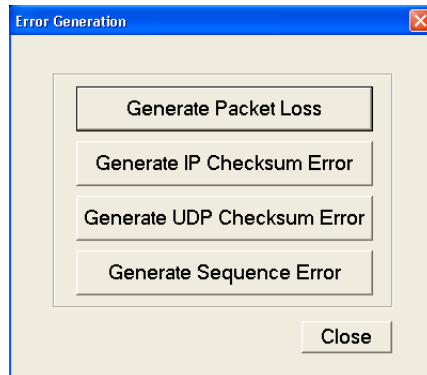 Error Generation
Generate Packet Loss
Generate IP Checksum Error
Generate UDP Checksum Error
Generate Sequence Error
Close